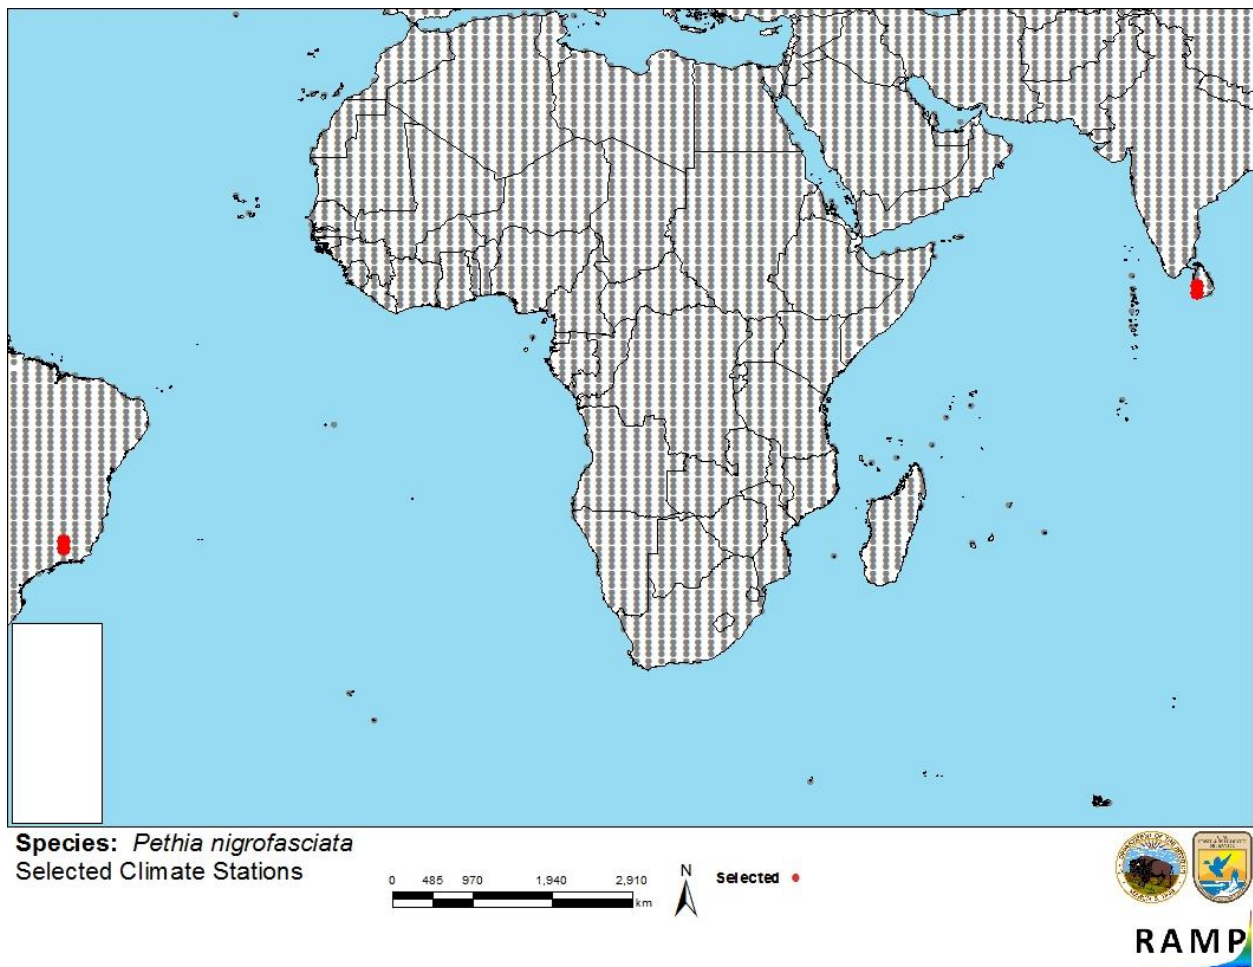 Species: Pethia nigrofasciata
Selected Climate Stations
0 485 970 1,940 2,910
km
N
Selected
RAMP